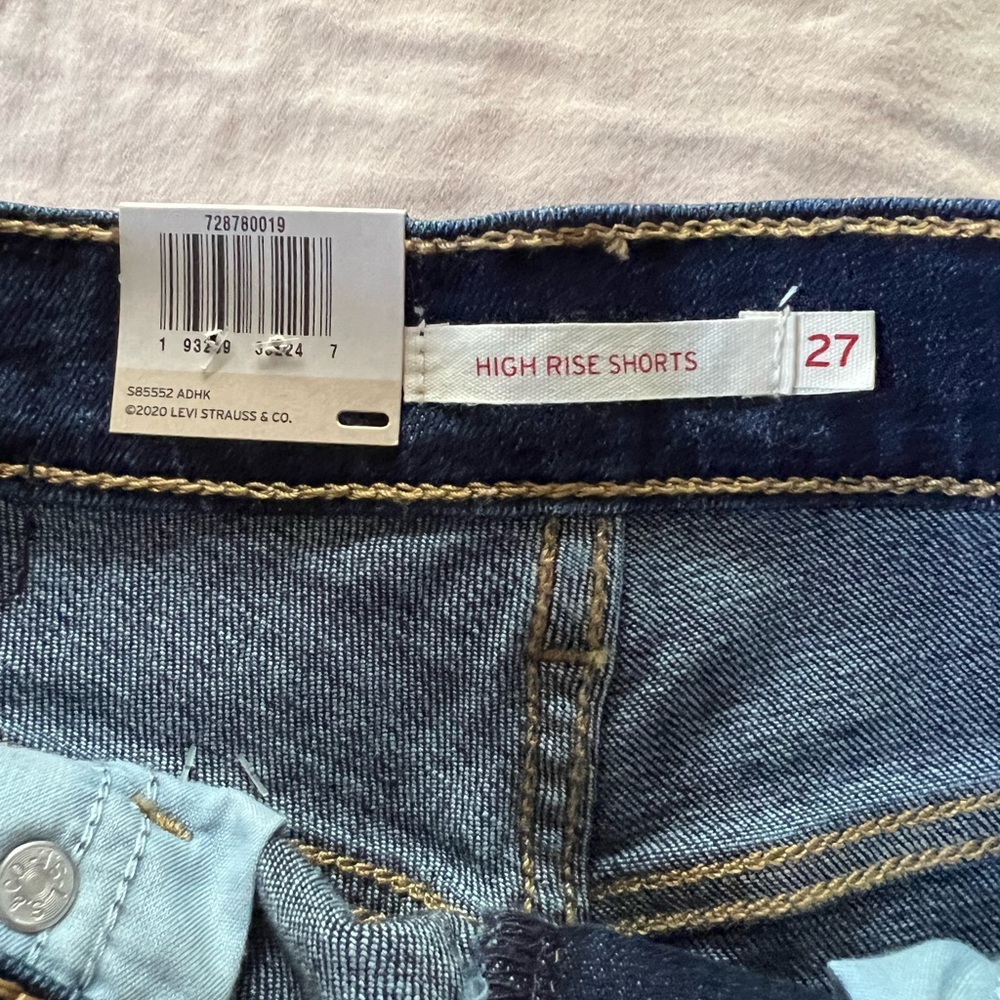 728780019
1 7
S85552 ADHK
©2020 LEVI STRAUSS & CO.
HIGH RISE SHORTS
27